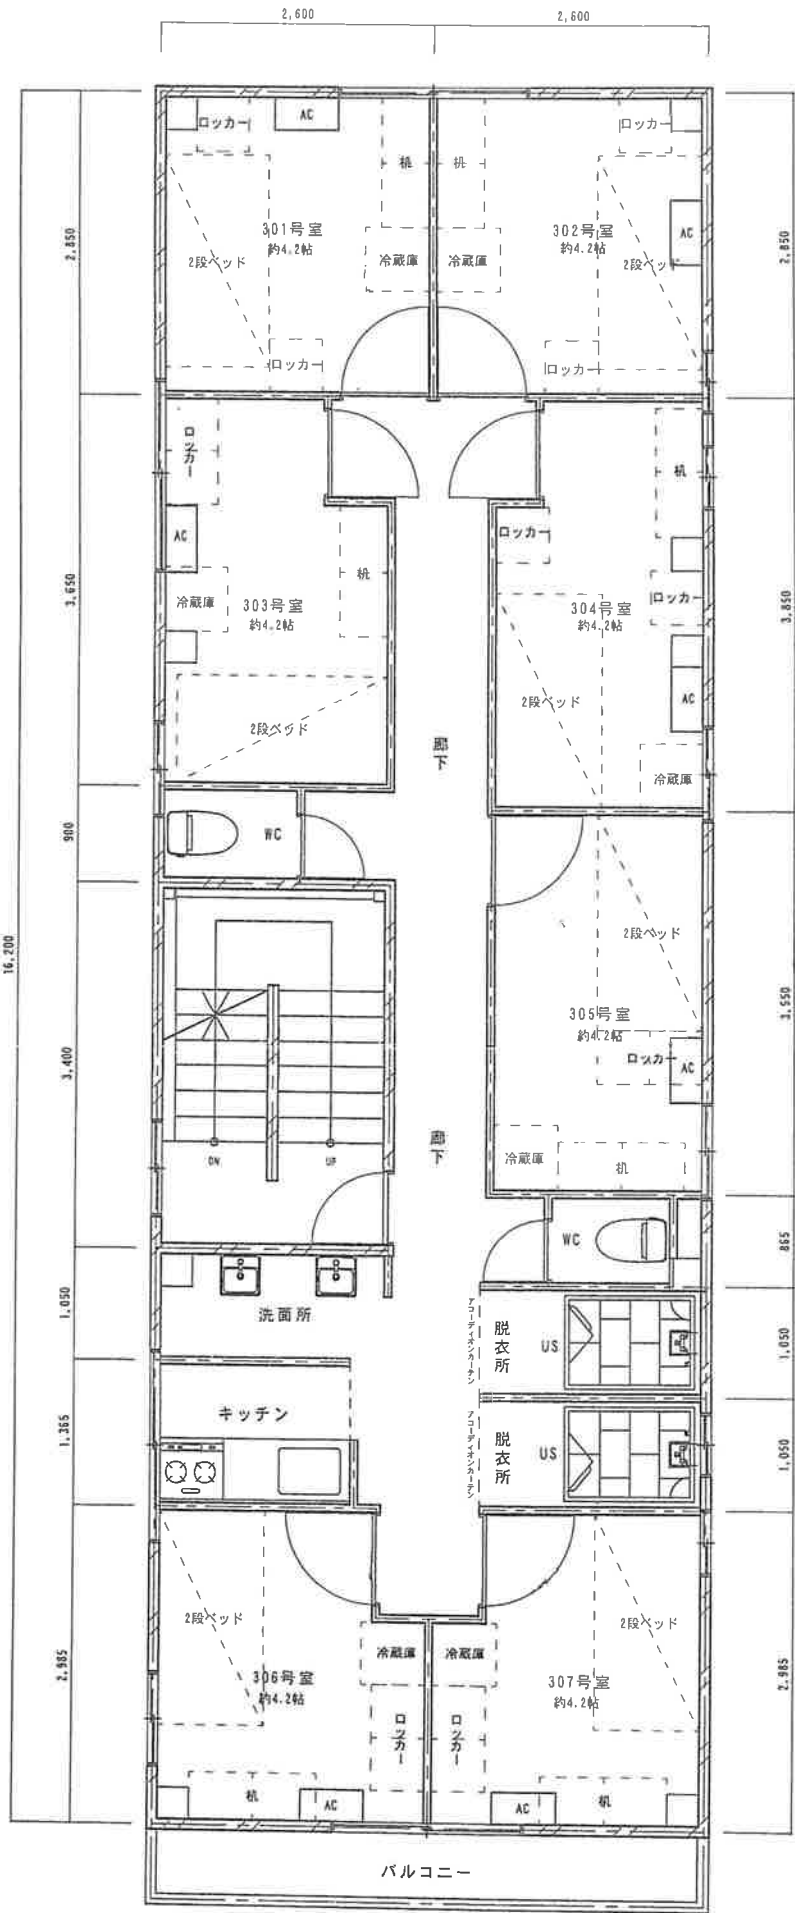 2,600
2,600
ロッカー
AC
机
机
ロッカー
2,850
301号室
約4.2帖
2段ベッド
冷蔵庫
冷蔵庫
302号室
約4.2帖
2段ベッド
AC
2,850
ロッカー
ロッカー
ロッカー
AC
冷蔵庫
303号室
約4.2帖
机
2段ベッド
3,650
机
ロッカー
ロッカー
304号室
約4.2帖
2段ベッド
AC
冷蔵庫
3,850
廊下
900
WC
16,200
3,400
DN
UP
2段ベッド
305号室
約4.2帖
ロッカー
AC
冷蔵庫
机
3,550
廊下
WC
865
1,050
洗面所
アコーディオンカーテン
脱衣所
US
1,050
1,365
キッチン
アコーディオンカーテン
脱衣所
US
1,050
2段ベッド
冷蔵庫
冷蔵庫
2段ベッド
2,985
306号室
約4.2帖
ロッカー
ロッカー
307号室
約4.2帖
2,985
机
AC
AC
机
バルコニー